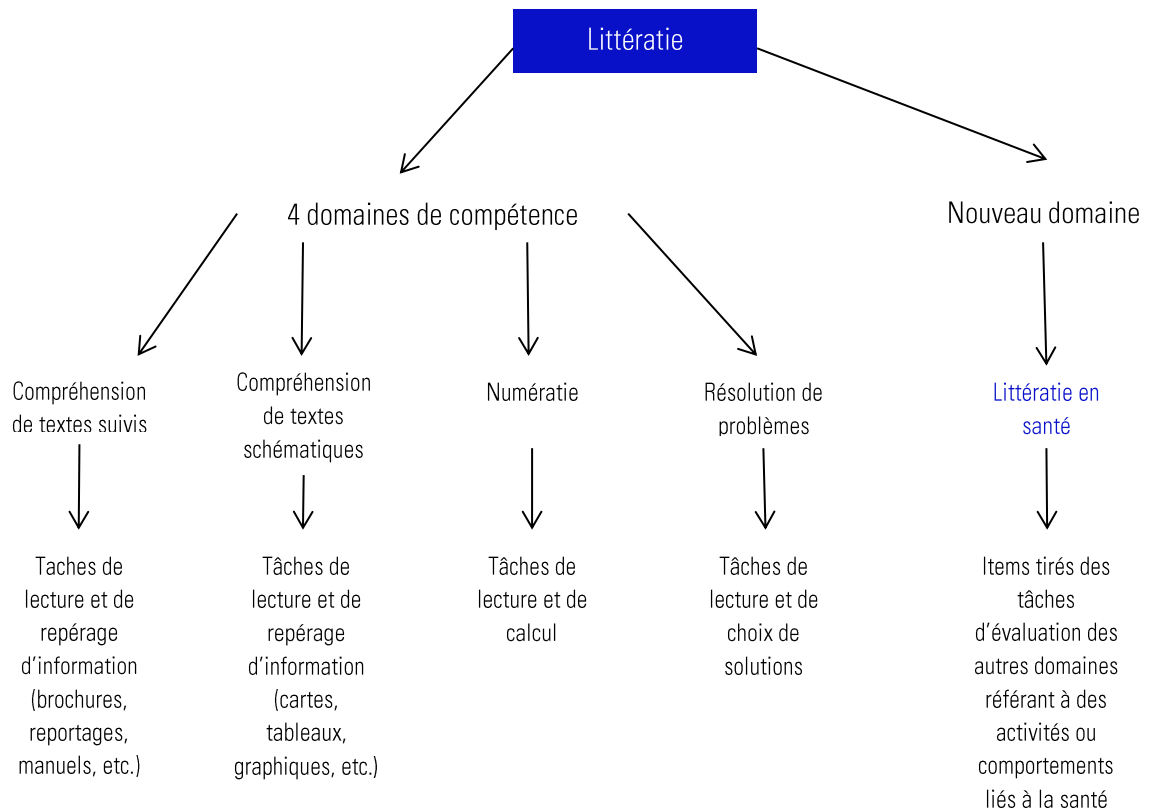 Littératie
4 domaines de compétence
Nouveau domaine
Compréhension
de textes suivis
Compréhension
de textes
schématiques
Numératie
Résolution de
problèmes
Littératie en
santé
Taches de
lecture et de
repérage
d’information
(brochures,
reportages,
manuels, etc.)
Tâches de
lecture et de
repérage
d’information
(cartes,
tableaux,
graphiques, etc.)
Tâches de
lecture et de
calcul
Tâches de
lecture et de
choix de
solutions
Items tirés des
tâches
d’évaluation des
autres domaines
référant à des
activités ou
comportements
liés à la santé